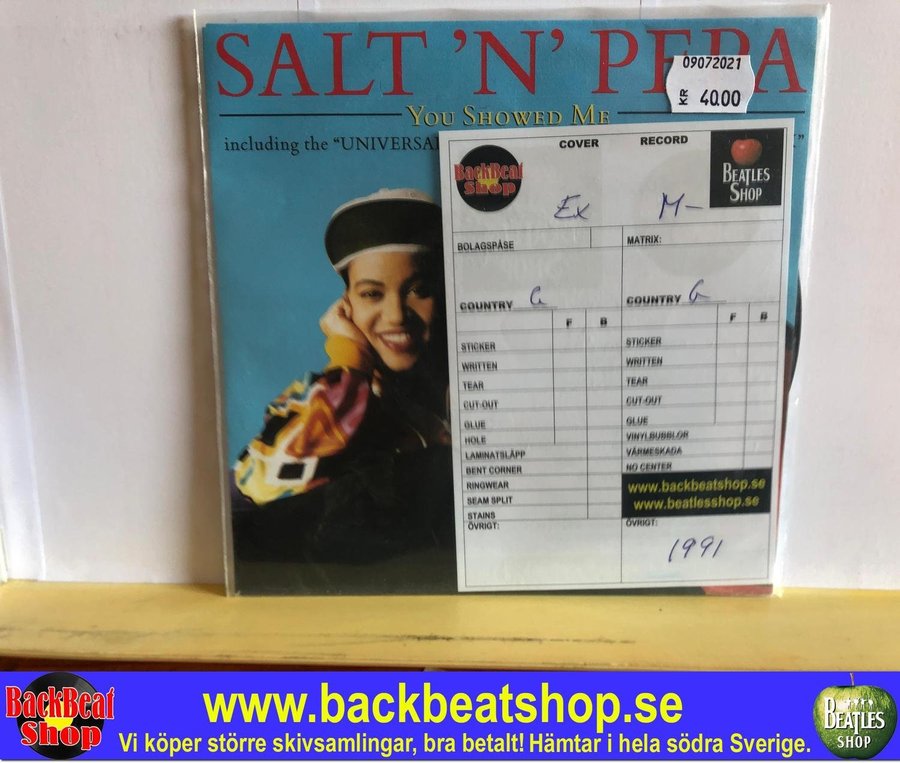 SALT 'N' PEPA
09072021
KR 40.00
YOU SHOWED ME
including the "UNIVERSAL
COVER
RECORD
BackBeat
Shop
BEATLES
SHOP
Ex
M-
BOLAGSPÅSE
MATRIX:
COUNTRY G
COUNTRY G
F B
F B
STICKER
STICKER
WRITTEN
WRITTEN
TEAR
TEAR
CUT-OUT
CUT-OUT
GLUE
GLUE
HOLE
VINYLBUBBLOR
LAMINATSLÄPP
VÄRMESKADA
BENT CORNER
NO CENTER
RINGWEAR
www.backbeatshop.se
SEAM SPLIT
www.beatlesshop.se
STAINS
ÖVRIGT:
ÖVRIGT:
1991
BackBeat
Shop
www.backbeatshop.se
Vi köper större skivsamlingar, bra betalt! Hämtar i hela södra Sverige.
BEATLES
SHOP